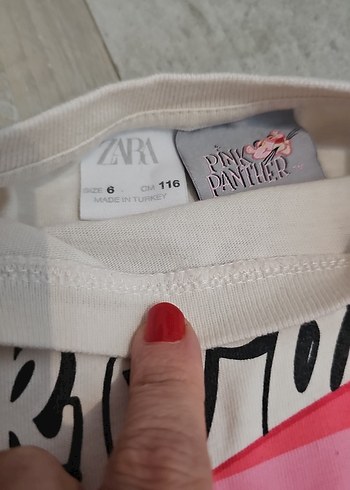 ZARA
SIZE 6 CM 116
MADE IN TURKEY
PINK
PANTHER